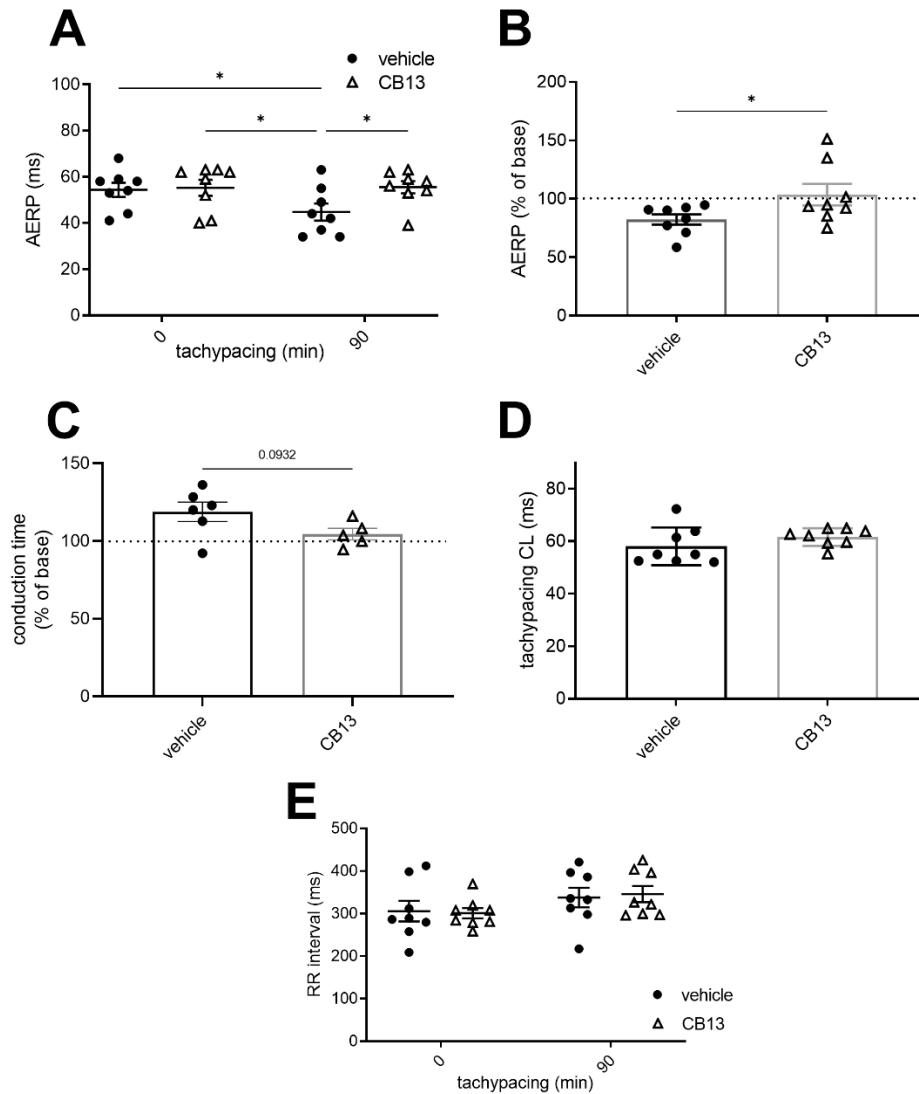 A
vehicle
CB13
*
*
*
100
80
60
40
20
0
AERP (ms)
0
90
tachypacing (min)
B
*
200
150
100
50
0
AERP (% of base)
vehicle
CB13
C
0.0932
150
100
50
0
conduction time
(% of base)
vehicle
CB13
D
80
60
40
20
0
tachypacing CL (ms)
vehicle
CB13
E
500
400
300
200
100
0
RR interval (ms)
vehicle
CB13
0
90
tachypacing (min)